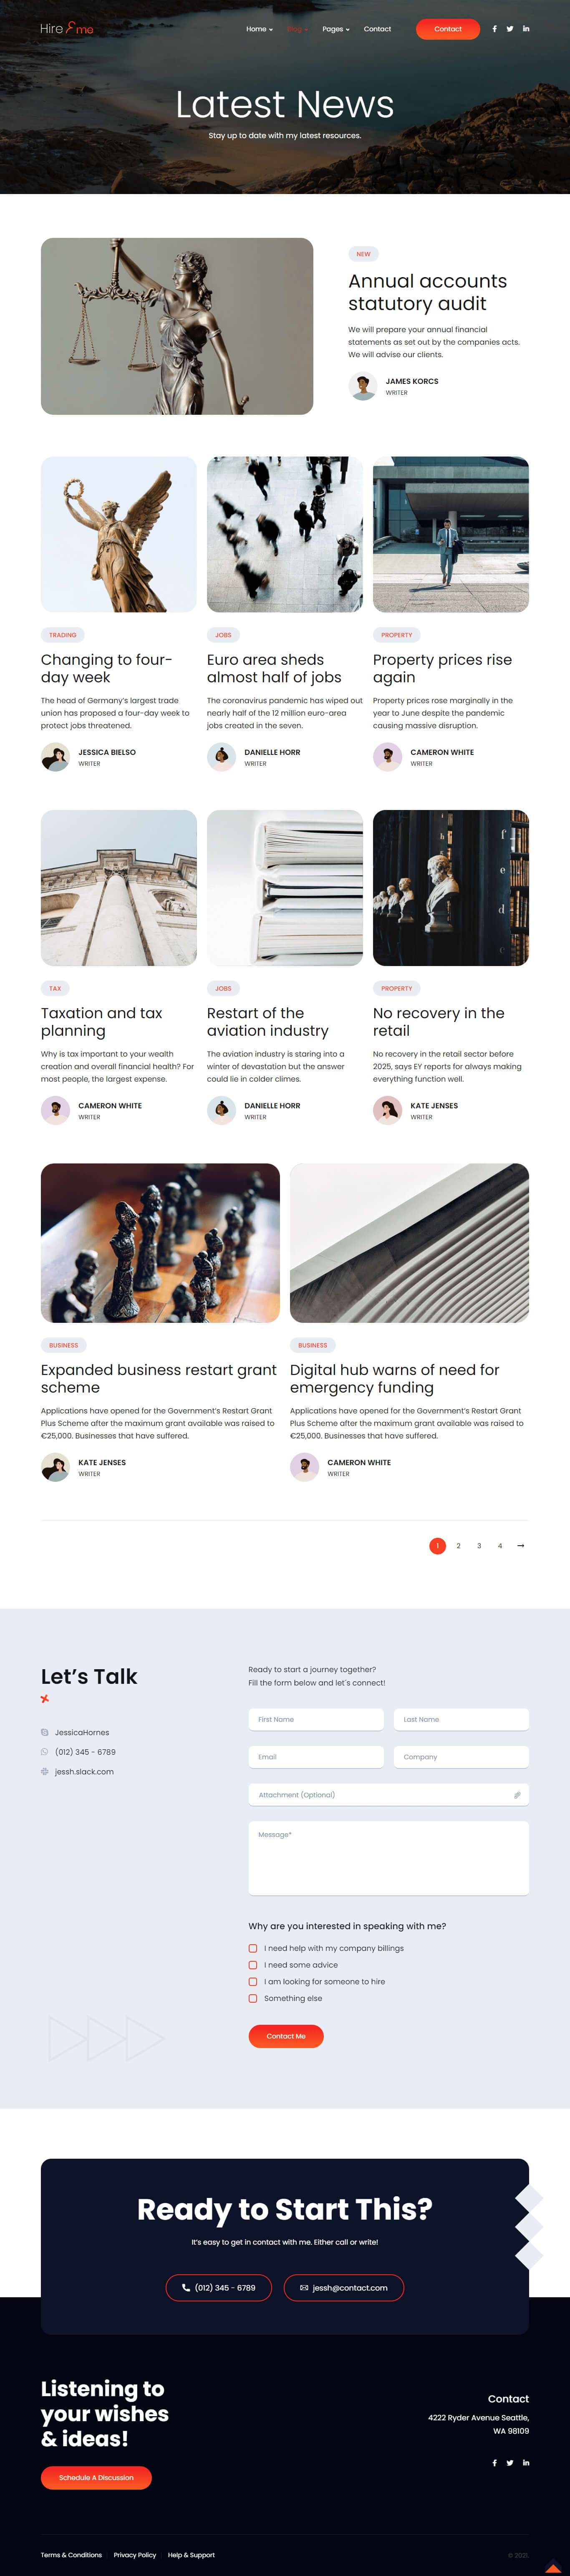 Hire me
Home Blog Pages Contact Contact
Latest News
Stay up to date with my latest resources.
NEW
Annual accounts
statutory audit
We will prepare your annual financial
statements as set out by the companies acts.
We will advise our clients.
JAMES KORCS
WRITER
TRADING
Changing to four-
day week
The head of Germany's largest trade
union has proposed a four-day week to
protect jobs threatened.
JESSICA BIELSO
WRITER
JOBS
Euro area sheds
almost half of jobs
The coronavirus pandemic has wiped out
nearly half of the 12 million euro-area
jobs created in the seven.
DANIELLE HORR
WRITER
PROPERTY
Property prices rise
again
Property prices rose marginally in the
year to June despite the pandemic
causing massive disruption.
CAMERON WHITE
WRITER
f
e
d
c
TAX
Taxation and tax
planning
Why is tax important to your wealth
creation and overall financial health? For
most people, the largest expense.
CAMERON WHITE
WRITER
JOBS
Restart of the
aviation industry
The aviation industry is staring into a
winter of devastation but the answer
could lie in colder climes.
DANIELLE HORR
WRITER
PROPERTY
No recovery in the
retail
No recovery in the retail sector before
2025, says EY reports for always making
everything function well.
KATE JENSES
WRITER
BUSINESS
Expanded business restart grant
scheme
Applications have opened for the Government's Restart Grant
Plus Scheme after the maximum grant available was raised to
€25,000. Businesses that have suffered.
KATE JENSES
WRITER
BUSINESS
Digital hub warns of need for
emergency funding
Applications have opened for the Government's Restart Grant
Plus Scheme after the maximum grant available was raised to
€25,000. Businesses that have suffered.
CAMERON WHITE
WRITER
1 2 3 4
Let's Talk
JessicaHornes
(012) 345 - 6789
jessh.slack.com
Ready to start a journey together?
Fill the form below and let's connect!
First Name Last Name
Email Company
Attachment (Optional)
Message*
Why are you interested in speaking with me?
I need help with my company billings
I need some advice
I am looking for someone to hire
Something else
Contact Me
Ready to Start This?
It's easy to get in contact with me. Either call or write!
(012) 345 - 6789 jessh@contact.com
Listening to
your wishes
& ideas!
Schedule A Discussion
Contact
4222 Ryder Avenue Seattle,
WA 98109
Terms & Conditions Privacy Policy Help & Support © 2021.